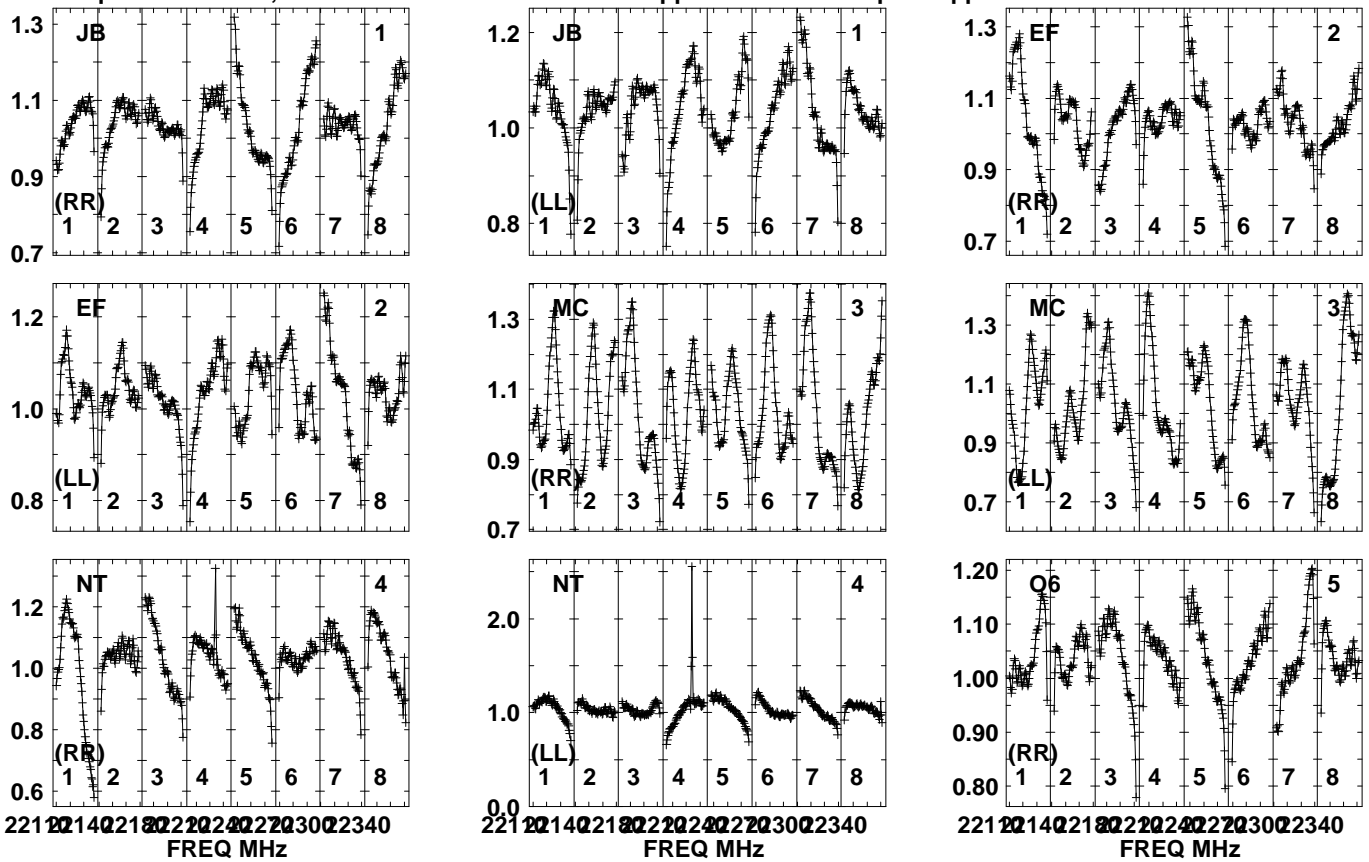 1.3 JB 1
1.2
1.1
1.0
0.9
0.8 (RR)
0.7 1 2 3 4 5 6 7 8
1.2 JB 1
1.0
0.8 (LL)
1 2 3 4 5 6 7 8
1.3 EF 2
1.1
0.9
(RR)
0.7 1 2 3 4 5 6 7 8
EF 2
1.2
1.0
(LL)
0.8 1 2 3 4 5 6 7 8
MC 3
1.3
1.1
0.9
(RR)
0.7 1 2 3 4 5 6 7 8
MC 3
1.3
1.1
0.9
(LL)
0.7 1 2 3 4 5 6 7 8
NT 4
1.2
1.0
0.8
(RR)
0.6 1 2 3 4 5 6 7 8
NT 4
2.0
1.0
(LL)
0.0 1 2 3 4 5 6 7 8
1.20 O6 5
1.10
1.00
0.90
(RR)
0.80 1 2 3 4 5 6 7 8
FREQ MHz
FREQ MHz
FREQ MHz